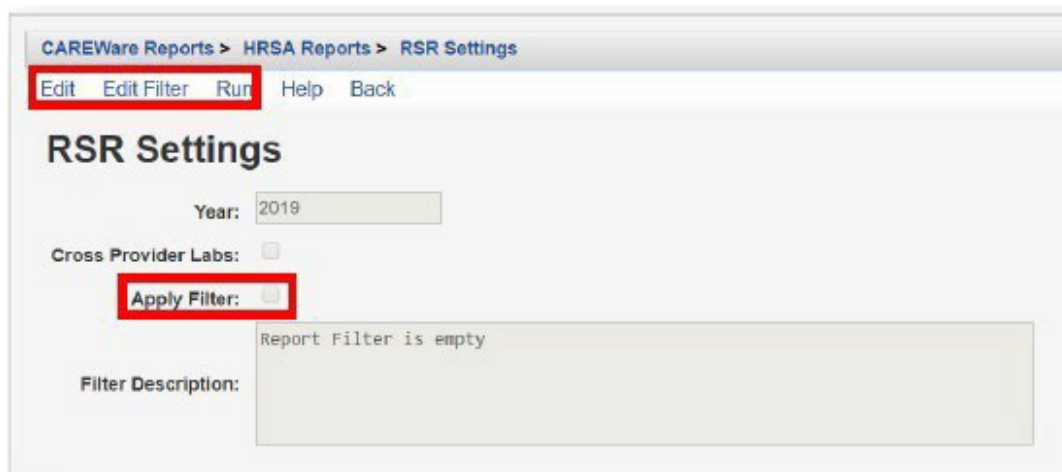 CAREWare Reports > HRSA Reports > RSR Settings
Edit Edit Filter Run Help Back
RSR Settings
Year: 2019
Cross Provider Labs:
Apply Filter:
Report Filter is empty
Filter Description: